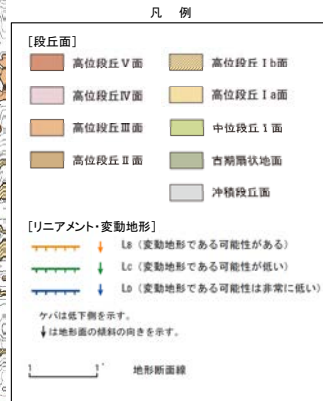 凡 例
[段丘面]
高位段丘Ⅴ面
高位段丘Ⅰb面
高位段丘Ⅳ面
高位段丘Ⅰa面
高位段丘Ⅲ面
中位段丘1面
高位段丘Ⅱ面
古期扇状地面
沖積段丘面
[リニアメント・変動地形]
LB (変動地形である可能性がある)
LC (変動地形である可能性が低い)
LD (変動地形である可能性は非常に低い)
ケバは低下側を示す。
↓は地形面の傾斜の向きを示す。
1 1' 地形断面線